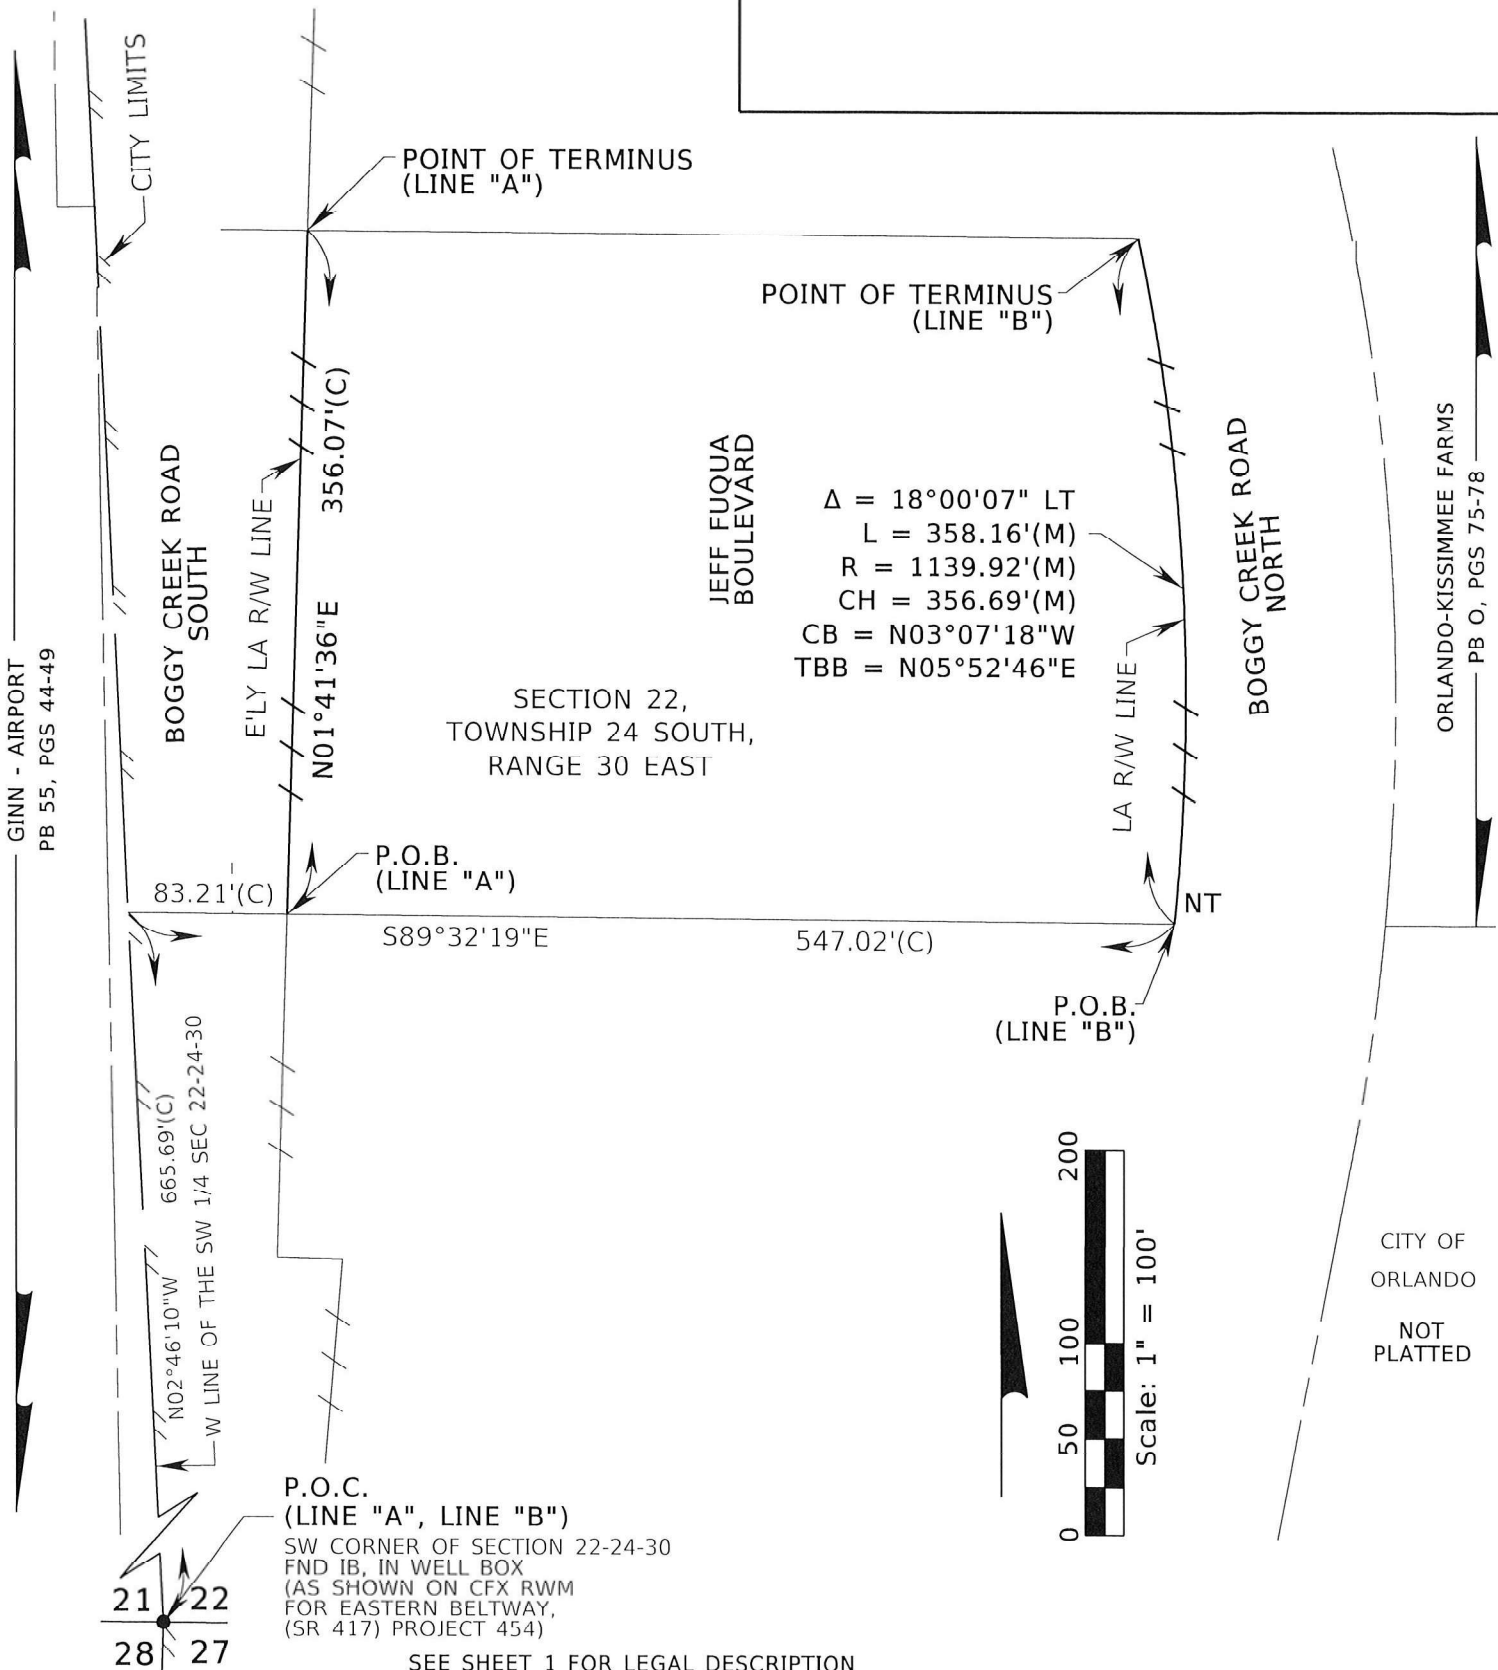 CITY LIMITS
POINT OF TERMINUS
(LINE "A")
POINT OF TERMINUS
(LINE "B")
GINN - AIRPORT
PB 55, PGS 44-49
BOGGY CREEK ROAD
SOUTH
E'LY LA R/W LINE
356.07'(C)
N01°41'36"E
JEFF FUQUA
BOULEVARD
Δ = 18°00'07" LT
L = 358.16'(M)
R = 1139.92'(M)
CH = 356.69'(M)
CB = N03°07'18"W
TBB = N05°52'46"E
LA R/W LINE
BOGGY CREEK ROAD
NORTH
ORLANDO-KISSIMMEE FARMS
PB O, PGS 75-78
SECTION 22,
TOWNSHIP 24 SOUTH,
RANGE 30 EAST
P.O.B.
(LINE "A")
83.21'(C)
S89°32'19"E
547.02'(C)
NT
P.O.B.
(LINE "B")
665.69'(C)
N02°46'10"W
W LINE OF THE SW 1/4 SEC 22-24-30
200
100
50
0
Scale: 1" = 100'
CITY OF
ORLANDO
NOT
PLATTED
P.O.C.
(LINE "A", LINE "B")
SW CORNER OF SECTION 22-24-30
FND IB, IN WELL BOX
(AS SHOWN ON CFX RWM
FOR EASTERN BELTWAY,
(SR 417) PROJECT 454)
21 22
28 27
SEE SHEET 1 FOR LEGAL DESCRIPTION